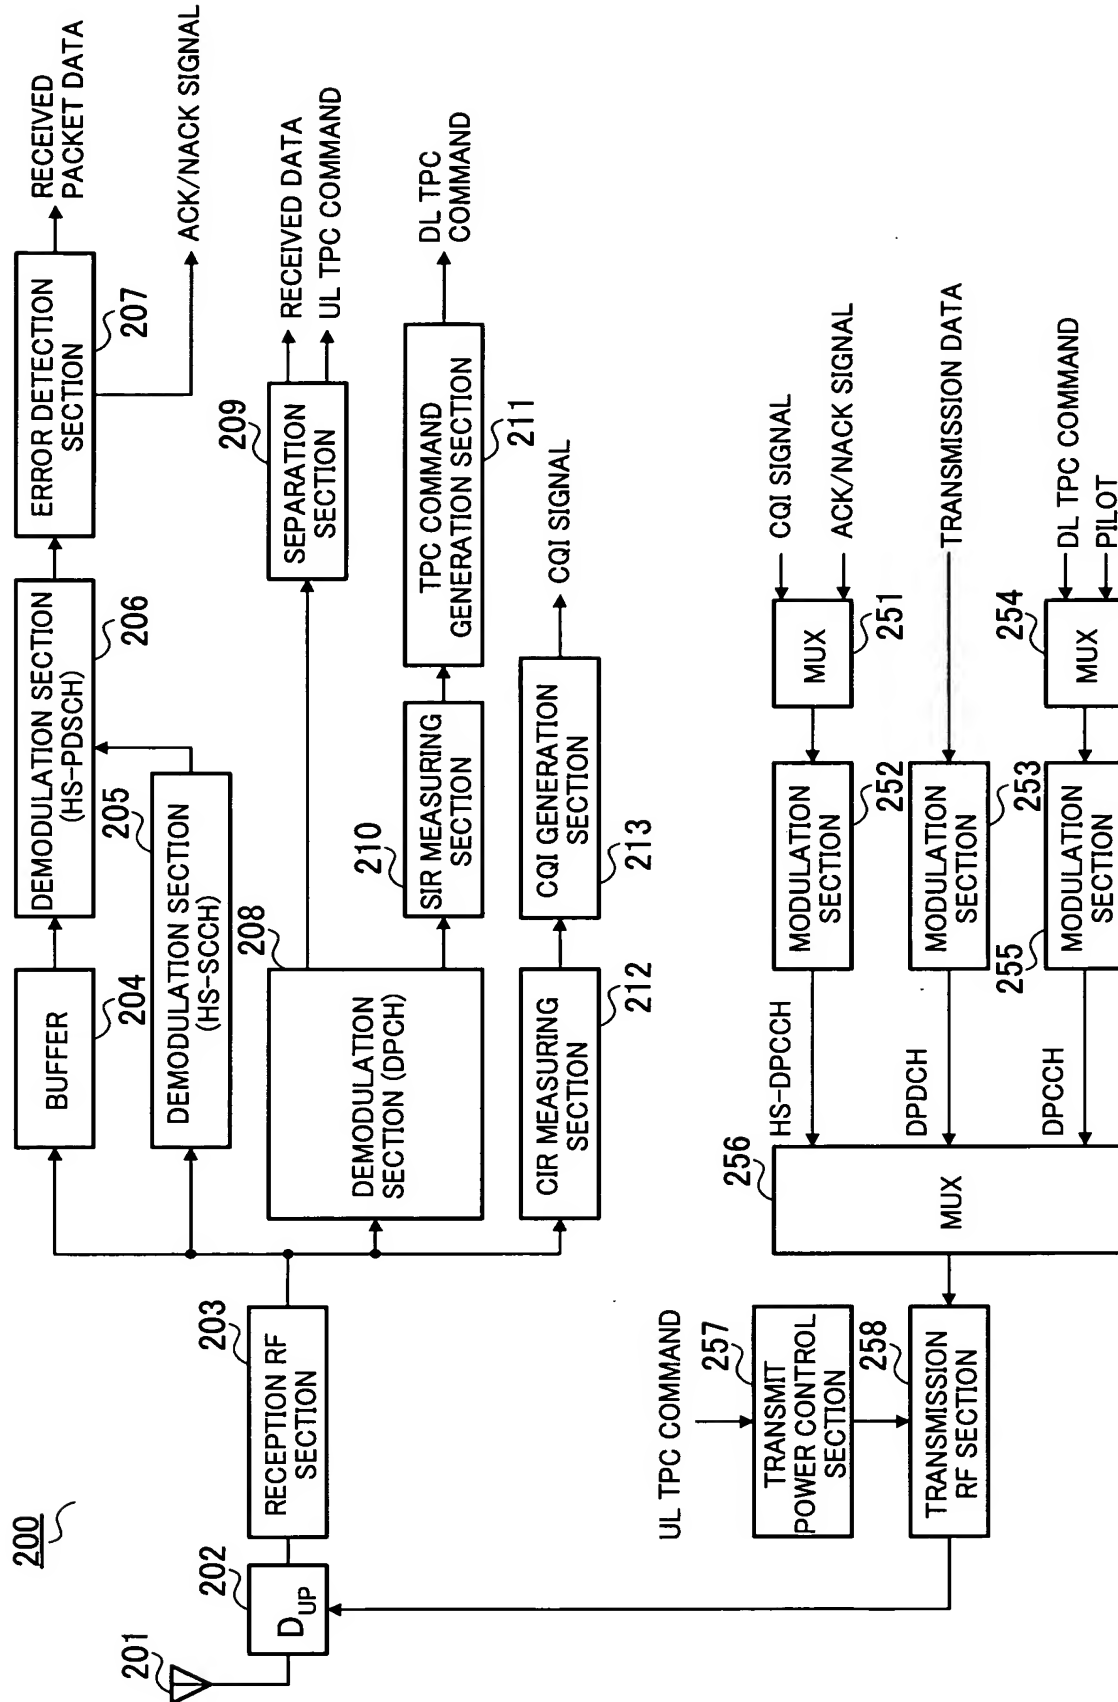 200
201
202
DUP
203
RECEPTION RF
SECTION
BUFFER
204
DEMODULATION SECTION
(HS-SCCH)
205
DEMODULATION SECTION
(HS-PDSCH)
206
ERROR DETECTION
SECTION
207
RECEIVED
PACKET DATA
ACK/NACK SIGNAL
208
DEMODULATION
SECTION (DPCH)
209
SEPARATION
SECTION
RECEIVED DATA
UL TPC COMMAND
210
SIR MEASURING
SECTION
TPC COMMAND
GENERATION SECTION
211
DL TPC
COMMAND
CIR MEASURING
SECTION
212
CQI GENERATION
SECTION
213
CQI SIGNAL
UL TPC COMMAND
257
TRANSMIT
POWER CONTROL
SECTION
258
TRANSMISSION
RF SECTION
256
MUX
HS-DPCCH
DPDCH
DPCCH
MODULATION
SECTION
252
MODULATION
SECTION
253
255
MODULATION
SECTION
MUX
251
CQI SIGNAL
ACK/NACK SIGNAL
TRANSMISSION DATA
254
MUX
DL TPC COMMAND
PILOT